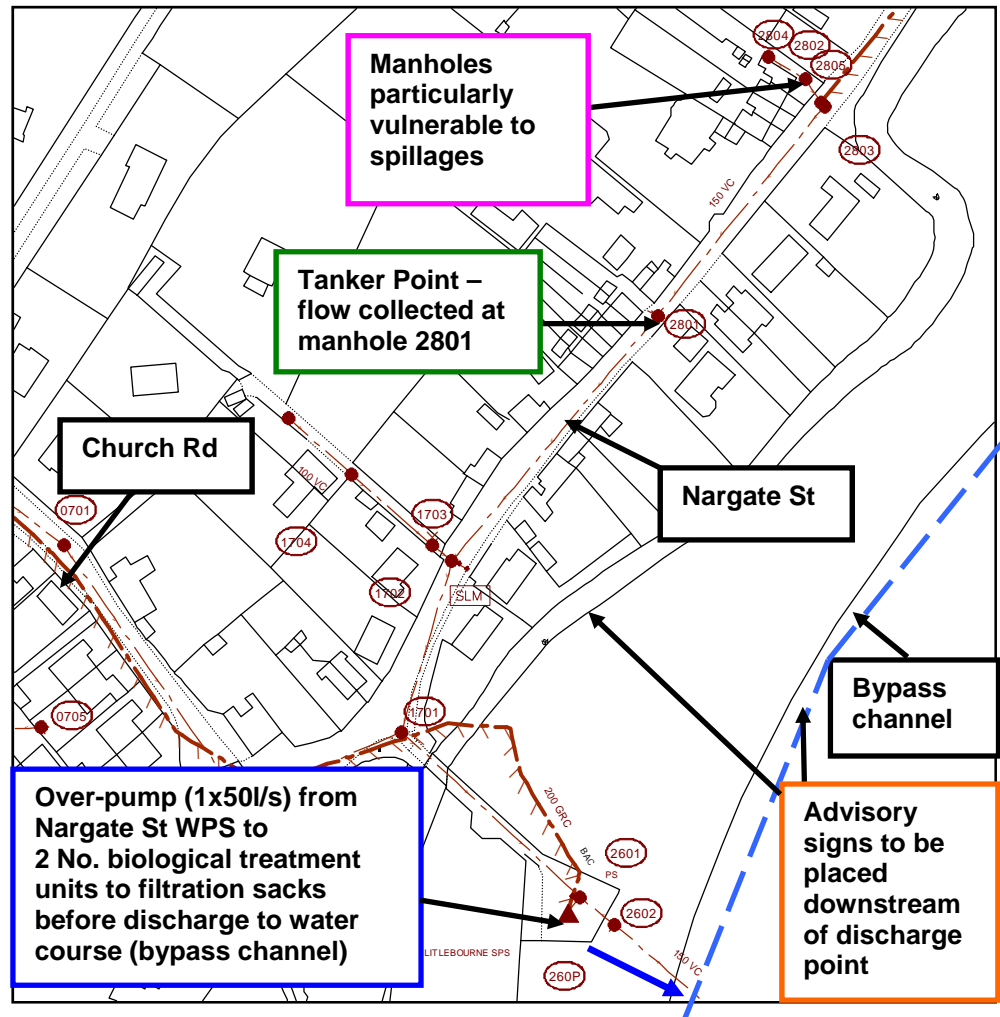 2804
2802
2805
Manholes
particularly
vulnerable to
spillages
2803
150 VC
Tanker Point –
flow collected at
manhole 2801
2801
Church Rd
Nargate St
0701
100 VC
1703
1704
1702
SLM
Bypass
channel
0705
1701
Over-pump (1x50l/s) from
Nargate St WPS to
2 No. biological treatment
units to filtration sacks
before discharge to water
course (bypass channel)
200 GRC
BAC
PS
2601
2602
Advisory
signs to be
placed
downstream
of discharge
point
LITLEBOURNE SPS
260P
150 VC